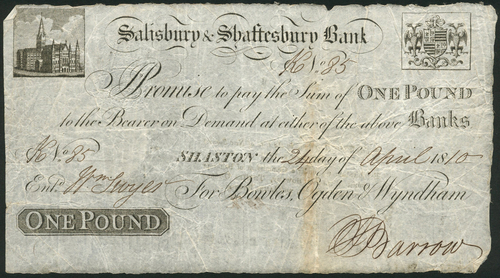 Salisbury & Shaftesbury Bank
K No. 85
I Promise to pay the Sum of ONE POUND
to the Bearer on Demand at either of the above Banks
K No. 85
SHASTON the 24 day of April 1810
Entd. Wm
For Bowles, Ogden & Wyndham
ONE POUND
Barrow